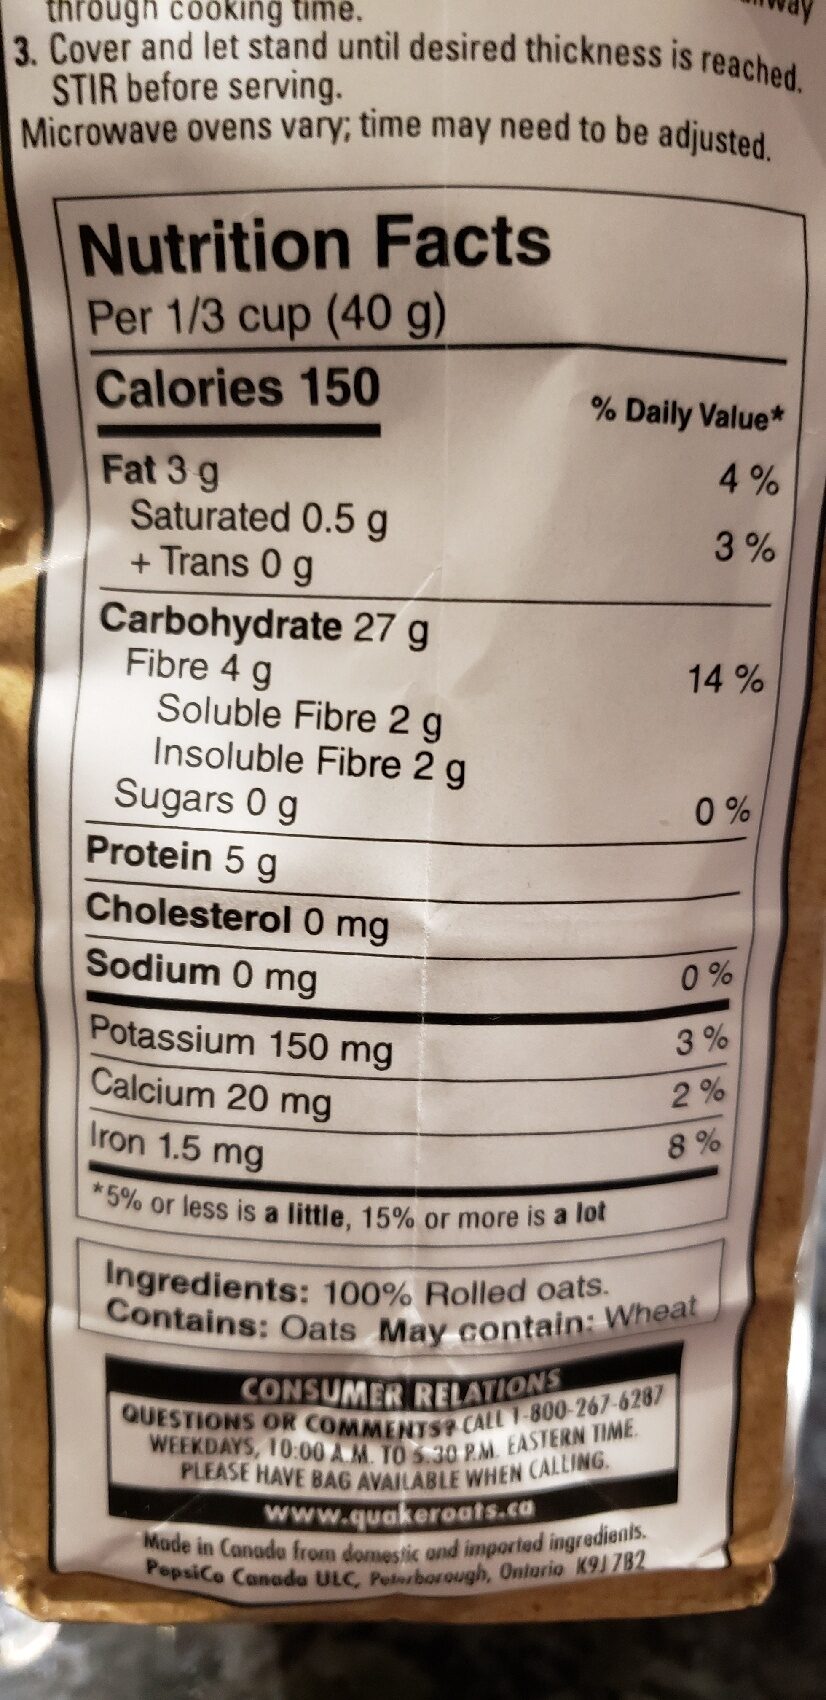 through cooking time.
3. Cover and let stand until desired thickness is reached.
STIR before serving.
Microwave ovens vary; time may need to be adjusted.
Nutrition Facts
Per 1/3 cup (40 g)
Calories 150
% Daily Value*
Fat 3 g 4 %
Saturated 0.5 g
+ Trans 0 g 3 %
Carbohydrate 27 g
Fibre 4 g 14 %
Soluble Fibre 2 g
Insoluble Fibre 2 g
Sugars 0 g 0 %
Protein 5 g
Cholesterol 0 mg
Sodium 0 mg 0 %
Potassium 150 mg 3 %
Calcium 20 mg 2 %
Iron 1.5 mg 8 %
*5% or less is a little, 15% or more is a lot
Ingredients: 100% Rolled oats.
Contains: Oats May contain: Wheat
CONSUMER RELATIONS
QUESTIONS OR COMMENTS? CALL 1-800-267-6287
WEEKDAYS, 10:00 A.M. TO 5:30 P.M. EASTERN TIME.
PLEASE HAVE BAG AVAILABLE WHEN CALLING.
www.quakeroats.ca
Made in Canada from domestic and imported ingredients.
PepsiCo Canada ULC, Peterborough, Ontario K9J 7B2